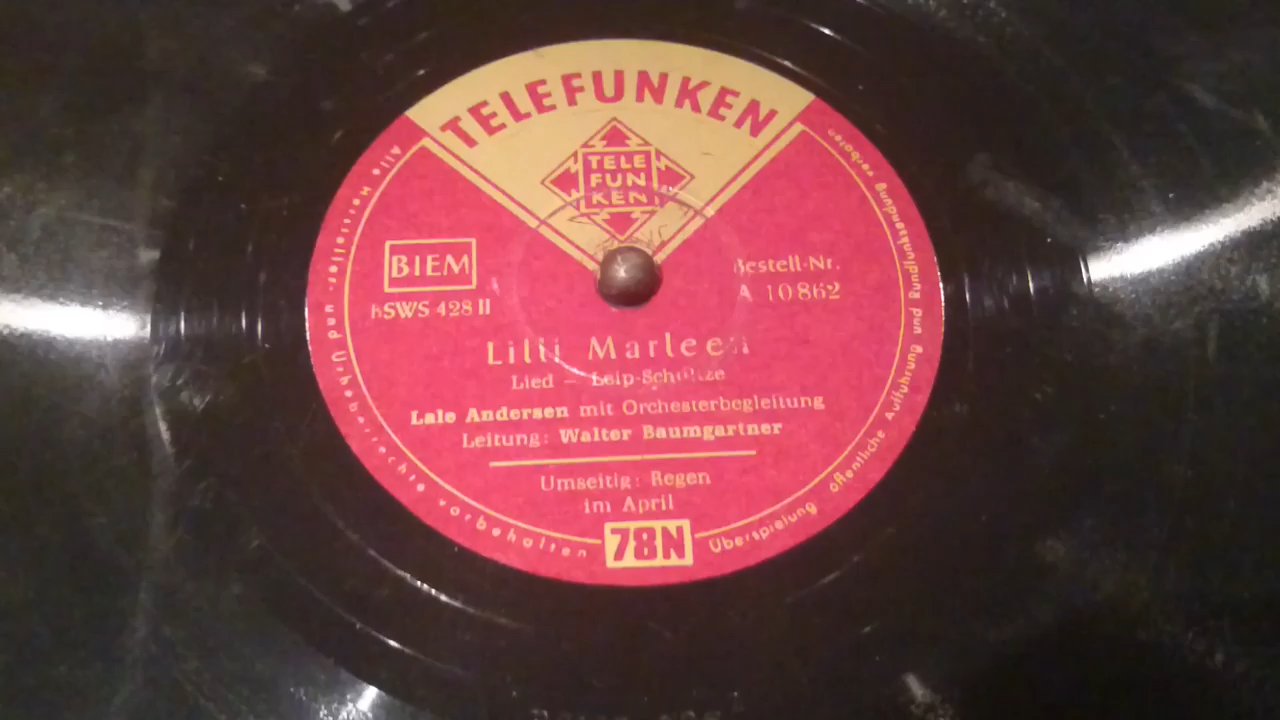 TELEFUNKEN
TELE
FUN
KEN
BIEM
Bestell-Nr.
A 10862
hSWS 428 II
Lilli Marleen
Lied – Leip-Schultze
Lale Andersen mit Orchesterbegleitung
Leitung: Walter Baumgartner
Umseitig: Regen
im April
78N
Alle Hersteller- und Urheberrechte vorbehalten
Überspielung öffentliche Aufführung und Rundfunksendung verboten